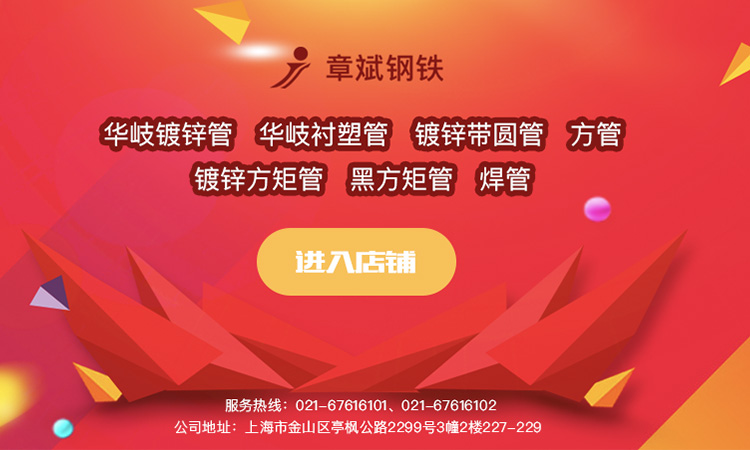 章斌钢铁
华岐镀锌管 华岐衬塑管 镀锌带圆管 方管
镀锌方矩管 黑方矩管 焊管
进入店铺
服务热线：021-67616101、021-67616102
公司地址：上海市金山区亭枫公路2299号3幢2楼227-229